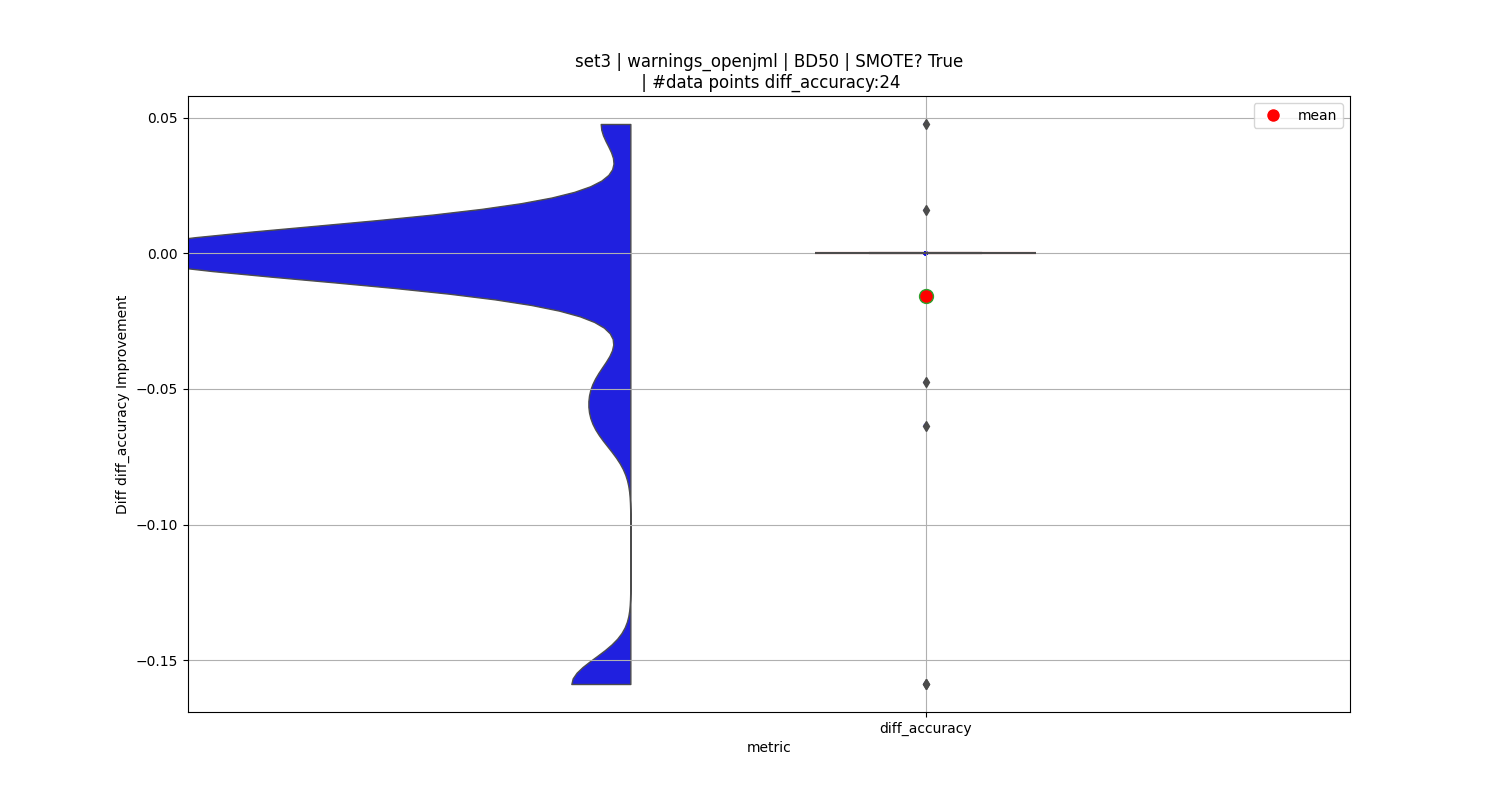 set3 | warnings_openjml | BD50 | SMOTE? True
| #data points diff_accuracy:24
mean
0.05
0.00
−0.05
−0.10
−0.15
Diff diff_accuracy Improvement
diff_accuracy
metric